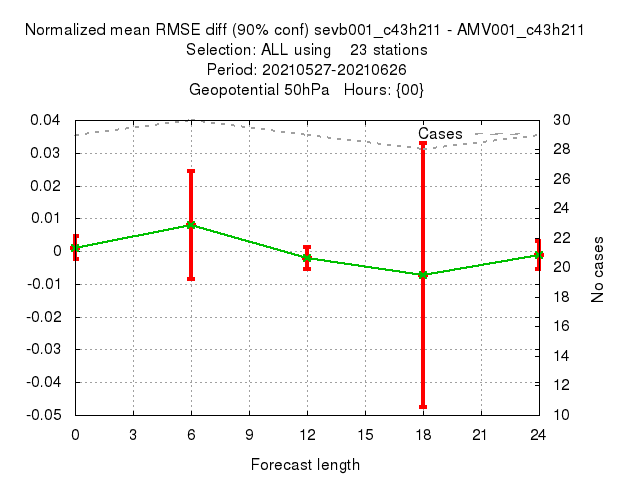 Normalized mean RMSE diff (90% conf) sevb001_c43h211 - AMV001_c43h211
Selection: ALL using    23 stations
Period: 20210527-20210626
Geopotential 50hPa   Hours: {00}
Cases
0.04
0.03
0.02
0.01
0
-0.01
-0.02
-0.03
-0.04
-0.05
30
28
26
24
22
20
18
16
14
12
10
No cases
0 3 6 9 12 15 18 21 24
Forecast length